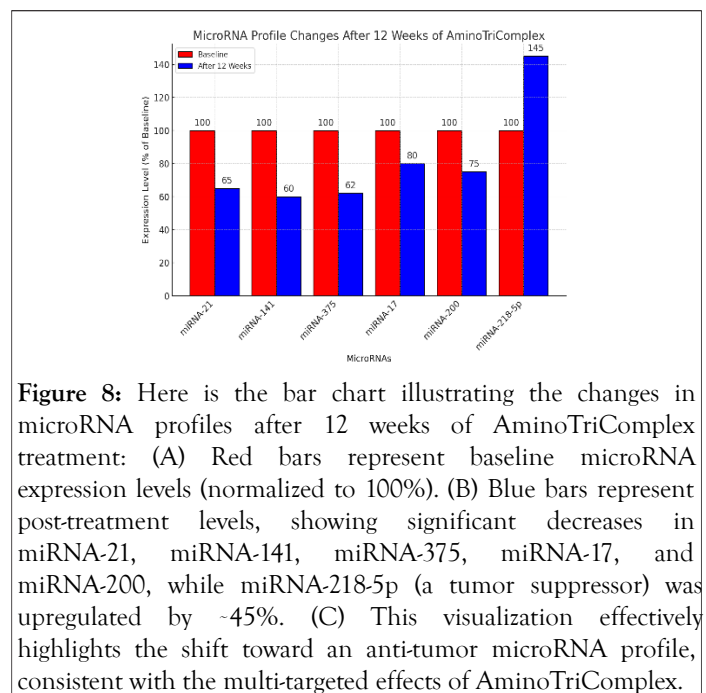 MicroRNA Profile Changes After 12 Weeks of AminoTriComplex
Baseline
After 12 Weeks
145
140
120
100
80
60
40
20
0
Expression Level (% of Baseline)
100 100 100 100 100 100
65 60 62 80 75
miRNA-21 miRNA-141 miRNA-375 miRNA-17 miRNA-200 miRNA-218-5p
MicroRNAs
Figure 8: Here is the bar chart illustrating the changes in
microRNA profiles after 12 weeks of AminoTriComplex
treatment: (A) Red bars represent baseline microRNA
expression levels (normalized to 100%). (B) Blue bars represent
post-treatment levels, showing significant decreases in
miRNA-21, miRNA-141, miRNA-375, miRNA-17, and
miRNA-200, while miRNA-218-5p (a tumor suppressor) was
upregulated by ~45%. (C) This visualization effectively
highlights the shift toward an anti-tumor microRNA profile,
consistent with the multi-targeted effects of AminoTriComplex.